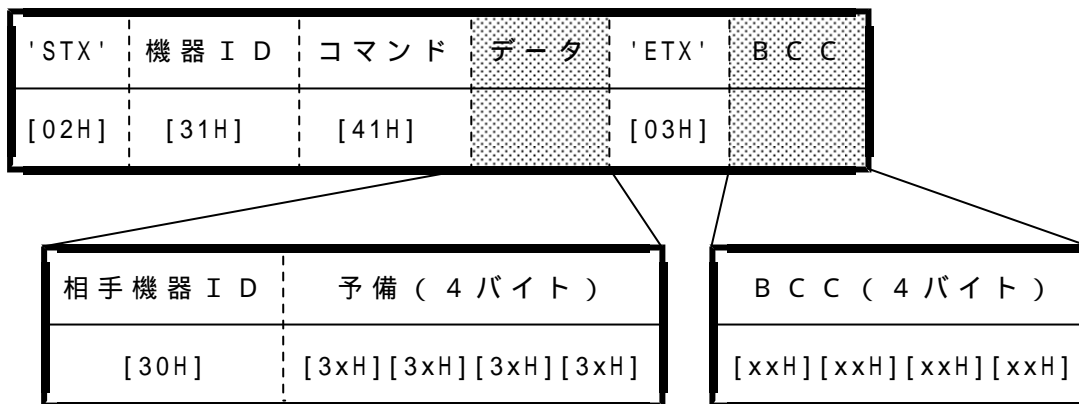 'STX' 機器ID コマンド データ 'ETX' BCC
[02H] [31H] [41H] [03H]
相手機器ID 予備(4バイト) BCC(4バイト)
[30H] [3xH][3xH][3xH][3xH] [xxH][xxH][xxH][xxH]